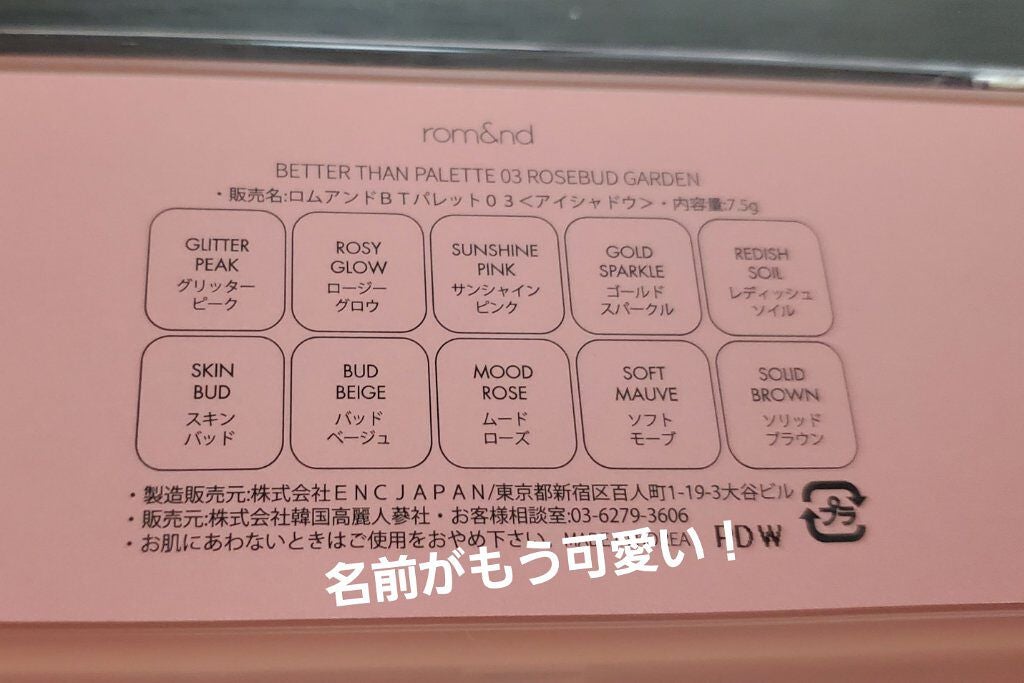 rom&nd
BETTER THAN PALETTE 03 ROSEBUD GARDEN
・販売名:ロムアンドＢＴパレット０３＜アイシャドウ＞・内容量:7.5g
GLITTER
PEAK
グリッター
ピーク
ROSY
GLOW
ロージー
グロウ
SUNSHINE
PINK
サンシャイン
ピンク
GOLD
SPARKLE
ゴールド
スパークル
REDISH
SOIL
レディッシュ
ソイル
SKIN
BUD
スキン
バッド
BUD
BEIGE
バッド
ベージュ
MOOD
ROSE
ムード
ローズ
SOFT
MAUVE
ソフト
モーブ
SOLID
BROWN
ソリッド
ブラウン
・製造販売元:株式会社ＥＮＣＪＡＰＡＮ/東京都新宿区百人町1-19-3大谷ビル
・販売元:株式会社韓国高麗人蔘社・お客様相談室:03-6279-3606
・お肌にあわないときはご使用をおやめ下さい。
PDW
プラ
名前がもう可愛い！